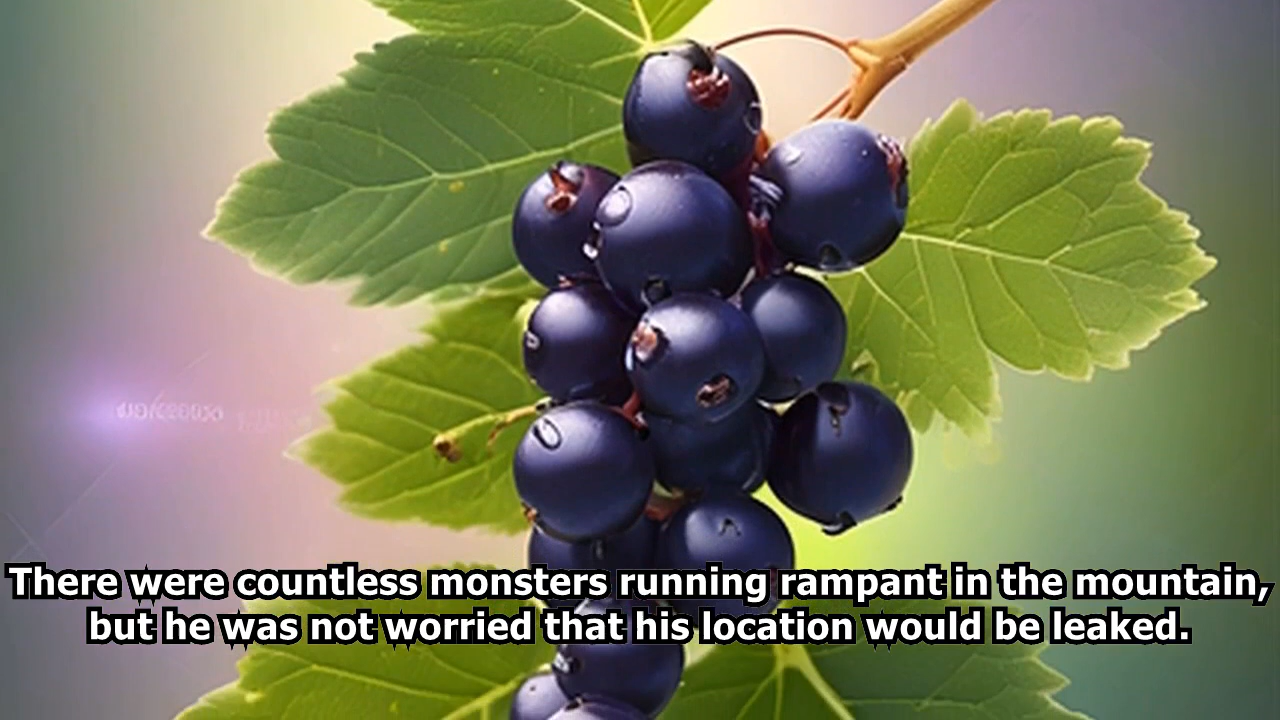 There were countless monsters running rampant in the mountain,
but he was not worried that his location would be leaked.